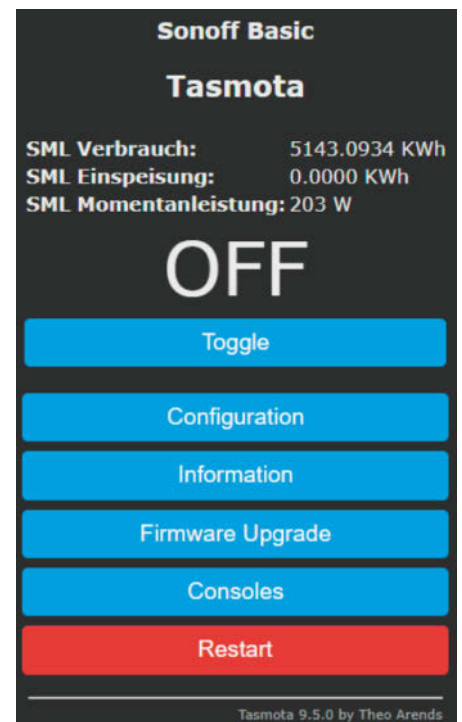 Sonoff Basic
Tasmota
SML Verbrauch: 5143.0934 KWh
SML Einspeisung: 0.0000 KWh
SML Momentanleistung: 203 W
OFF
Toggle
Configuration
Information
Firmware Upgrade
Consoles
Restart
Tasmota 9.5.0 by Theo Arends